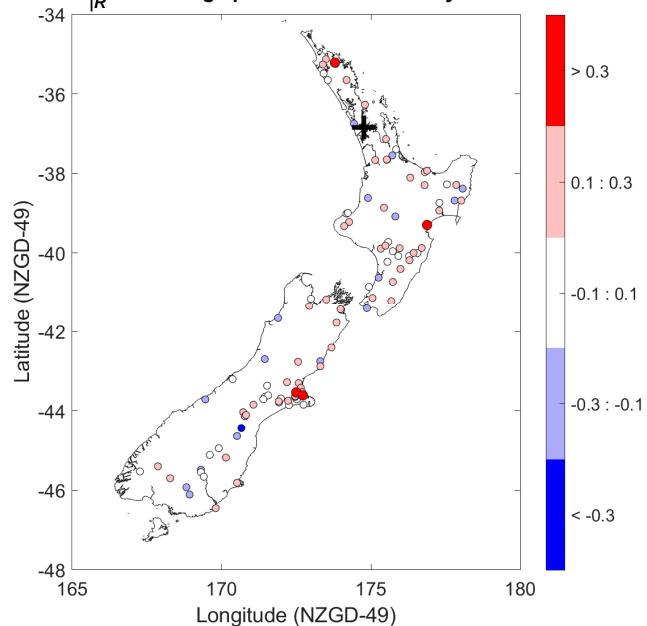 -34
-36
-38
-40
-42
-44
-46
-48
Latitude (NZGD-49)
165
170
175
180
Longitude (NZGD-49)
> 0.3
0.1 : 0.3
-0.1 : 0.1
-0.3 : -0.1
< -0.3